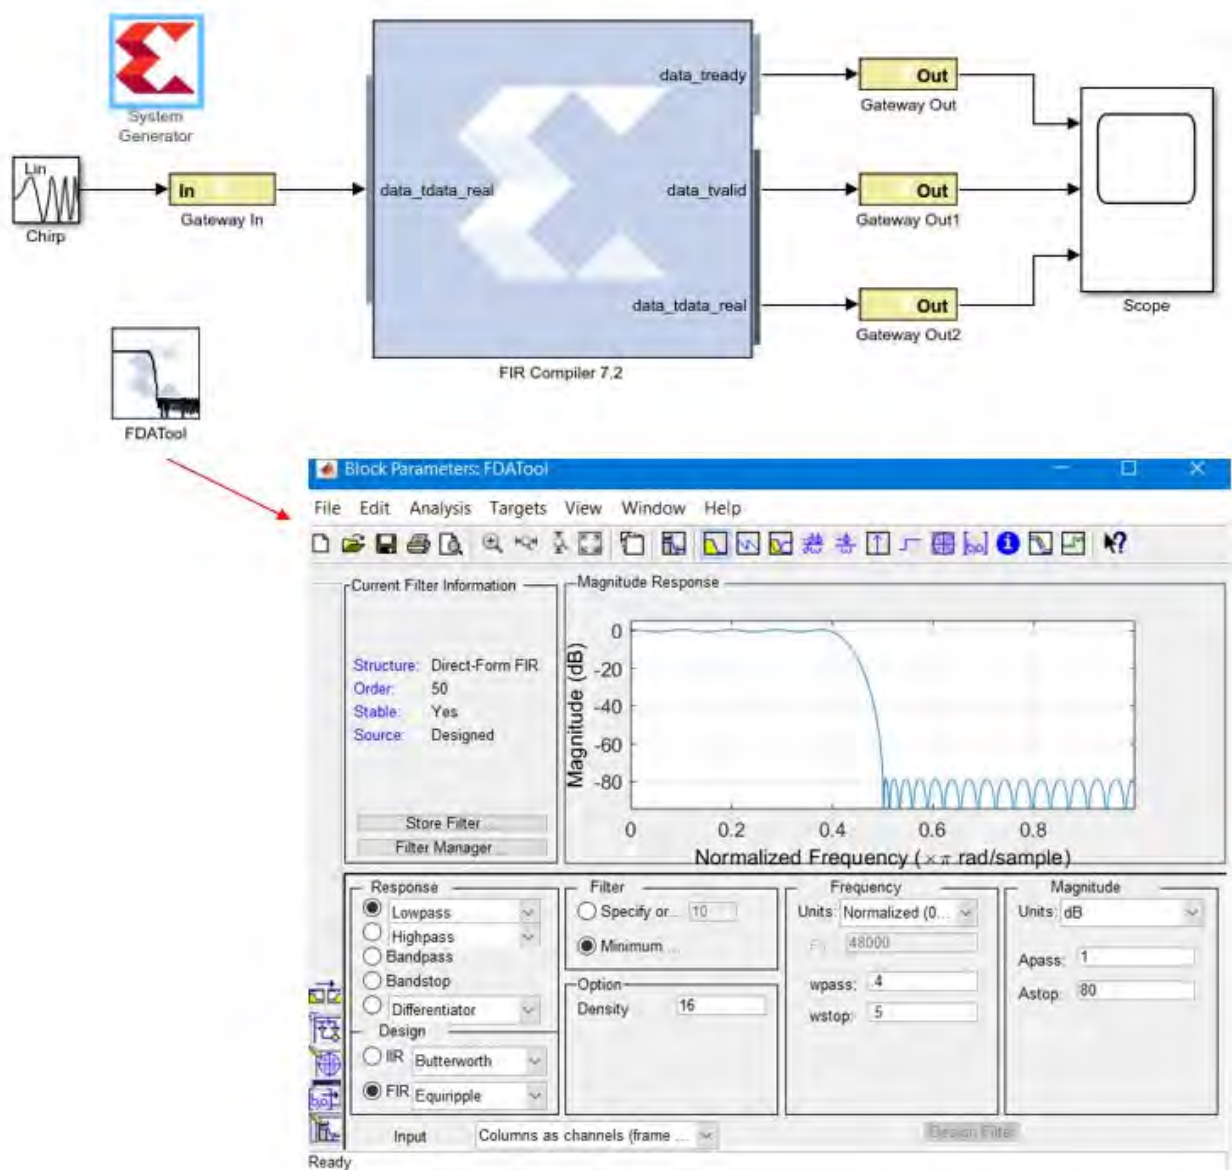 System
Generator
Lin
Chirp
In
Gateway In
data_tdata_real
data_tready
data_tvalid
data_tdata_real
FIR Compiler 7.2
Out
Gateway Out
Out
Gateway Out1
Out
Gateway Out2
Scope
FDATool
Block Parameters: FDATool
File Edit Analysis Targets View Window Help
Current Filter Information
Structure: Direct-Form FIR
Order: 50
Stable: Yes
Source: Designed
Store Filter ...
Filter Manager ...
Magnitude Response
Magnitude (dB)
0
-20
-40
-60
-80
0 0.2 0.4 0.6 0.8
Normalized Frequency (×π rad/sample)
Response
Lowpass
Highpass
Bandpass
Bandstop
Differentiator
Design
IIR Butterworth
FIR Equiripple
Filter
Specify or... 10
Minimum ...
Option
Density 16
Frequency
Units: Normalized (0...
48000
wpass: .4
wstop: .5
Magnitude
Units: dB
Apass: 1
Astop: 80
Input Columns as channels (frame ...
Design Filter
Ready